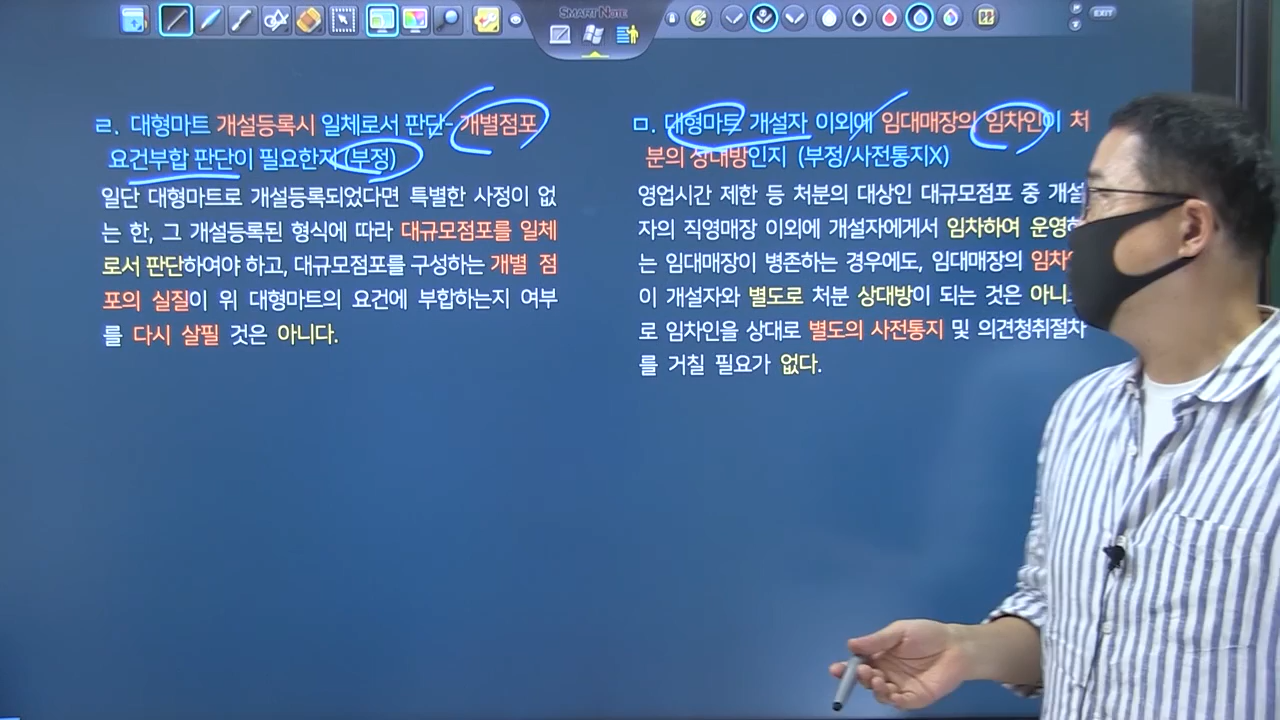 SMART NOTE
EXIT
ㄹ. 대형마트 개설등록시 일체로서 판단- 개별점포
요건부합 판단이 필요한지 (부정)
일단 대형마트로 개설등록되었다면 특별한 사정이 없
는 한, 그 개설등록된 형식에 따라 대규모점포를 일체
로서 판단하여야 하고, 대규모점포를 구성하는 개별 점
포의 실질이 위 대형마트의 요건에 부합하는지 여부
를 다시 살필 것은 아니다.
ㅁ. 대형마트 개설자 이외에 임대매장의 임차인이 처
분의 상대방인지 (부정/사전통지X)
영업시간 제한 등 처분의 대상인 대규모점포 중 개설
자의 직영매장 이외에 개설자에게서 임차하여 운영하
는 임대매장이 병존하는 경우에도, 임대매장의
이 개설자와 별도로 처분 상대방이 되는 것은
로 임차인을 상대로 별도의 사전통지 및 의견청취절차
를 거칠 필요가 없다.